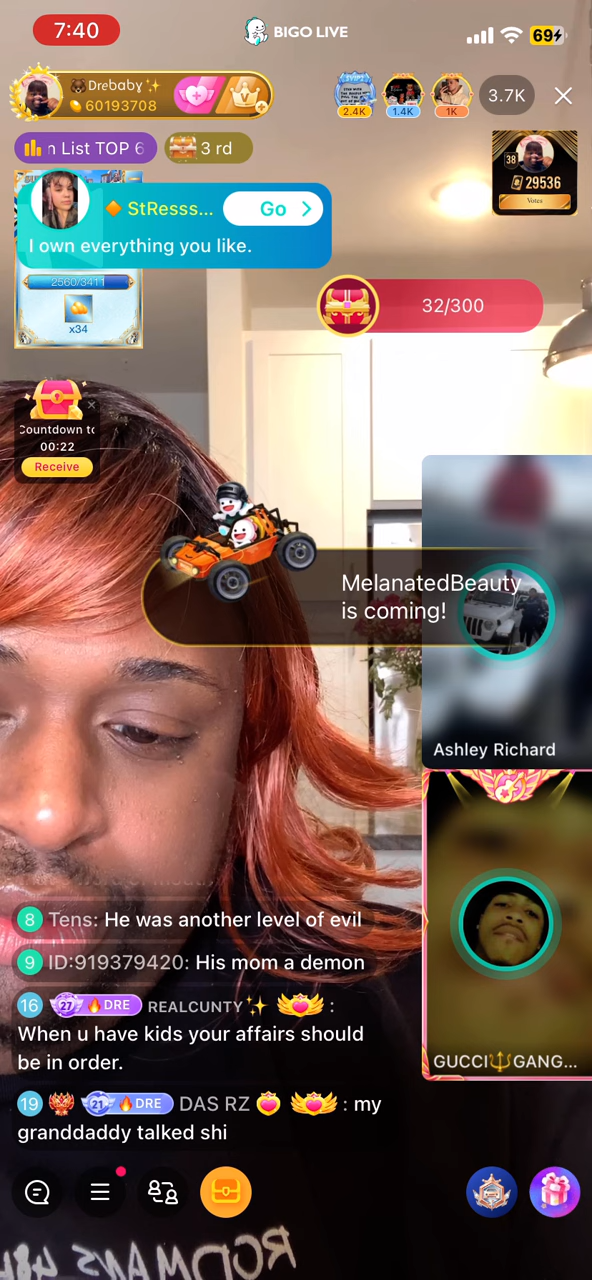 7:40
BIGO LIVE
69
Drebaby
60193708
2.4K
1.4K
1K
3.7K
n List TOP 6
3 rd
38
29536
Votes
StResss...
Go
I own everything you like.
2560/3411
x34
32/300
Countdown to
00:22
Receive
MelanatedBeauty
is coming!
Ashley Richard
8 Tens: He was another level of evil
9 ID:919379420: His mom a demon
16 27 DRE REALCUNTY :
When u have kids your affairs should
be in order.
GUCCI GANG...
19 21 DRE DAS RZ : my
granddaddy talked shi
RODMANS